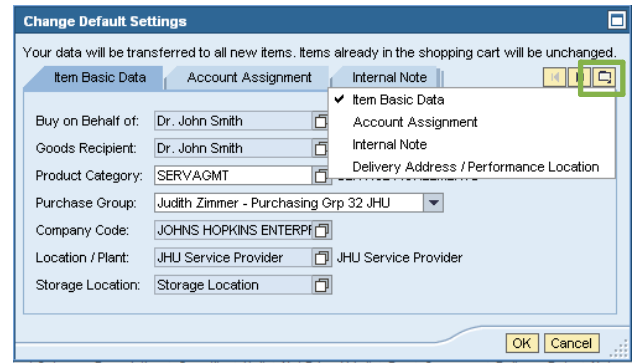 Change Default Settings
Your data will be transferred to all new items. Items already in the shopping cart will be unchanged.
Item Basic Data Account Assignment Internal Note
Item Basic Data
Account Assignment
Internal Note
Delivery Address / Performance Location
Buy on Behalf of: Dr. John Smith
Goods Recipient: Dr. John Smith
Product Category: SERVAGMT
Purchase Group: Judith Zimmer - Purchasing Grp 32 JHU
Company Code: JOHNS HOPKINS ENTERPR
Location / Plant: JHU Service Provider JHU Service Provider
Storage Location: Storage Location
OK Cancel